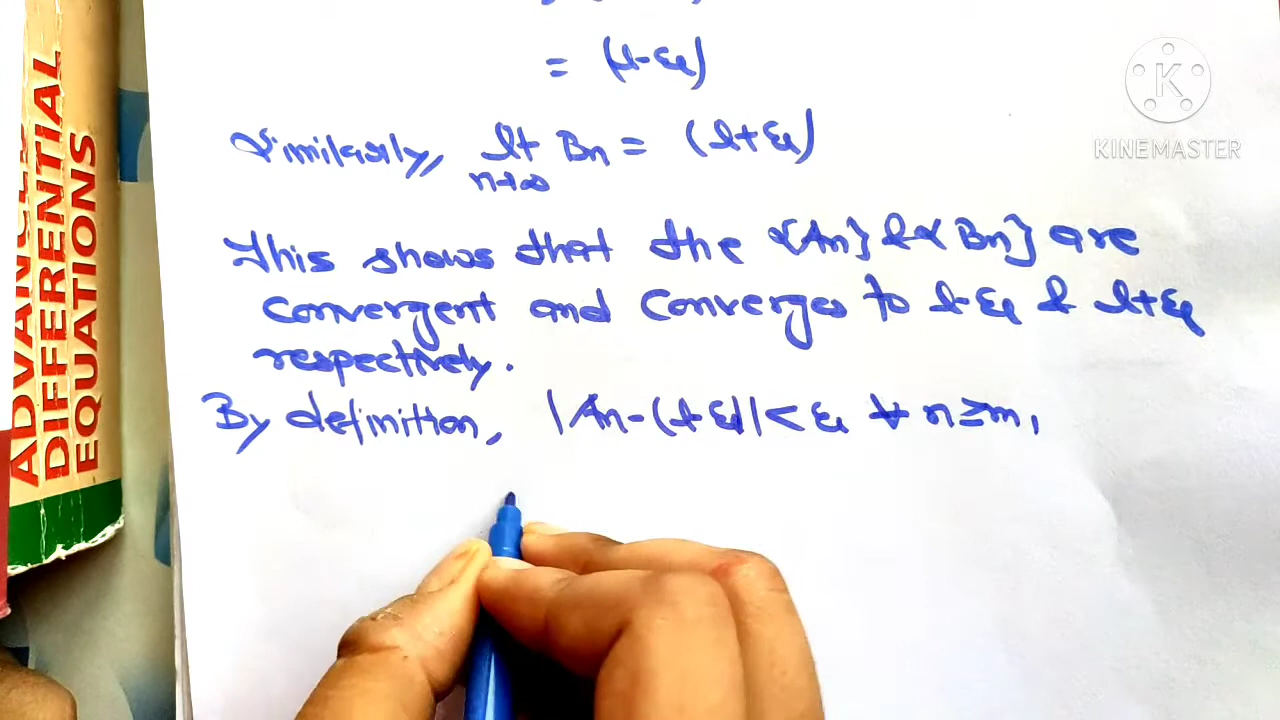 = (l-ε₁)
Similarly, lt Bn = (l+ε₁)
n→∞
This shows that the {An} & {Bn} are
convergent and converges to l-ε₁ & l+ε₁
respectively.
By definition, |An-(l-ε₁)|<ε₁ ∀ n≥m₁
ADVANCED
DIFFERENTIAL
EQUATIONS
K
KINEMASTER